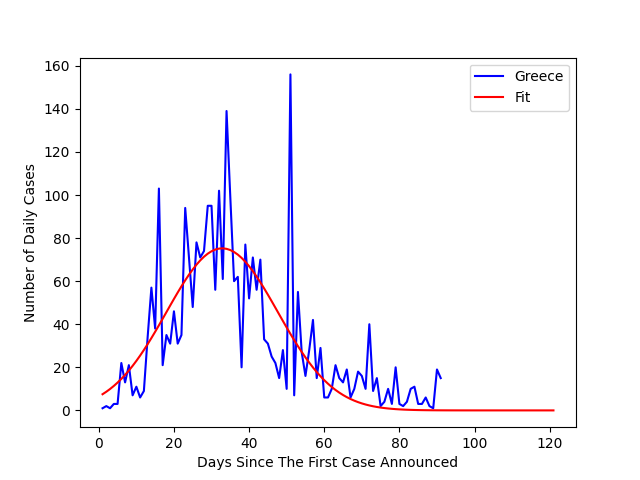 Greece
Fit
160
140
120
100
80
60
40
20
0
Number of Daily Cases
0 20 40 60 80 100 120
Days Since The First Case Announced